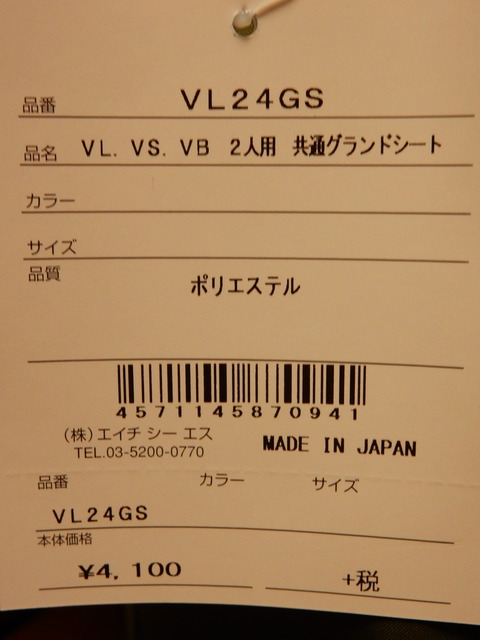 品番 VL24GS
品名 VL. VS. VB 2人用 共通グランドシート
カラー
サイズ
品質 ポリエステル
4571145870941
(株)エイチ シー エス
TEL.03-5200-0770
MADE IN JAPAN
品番 カラー サイズ
VL24GS
本体価格
¥4,100 +税